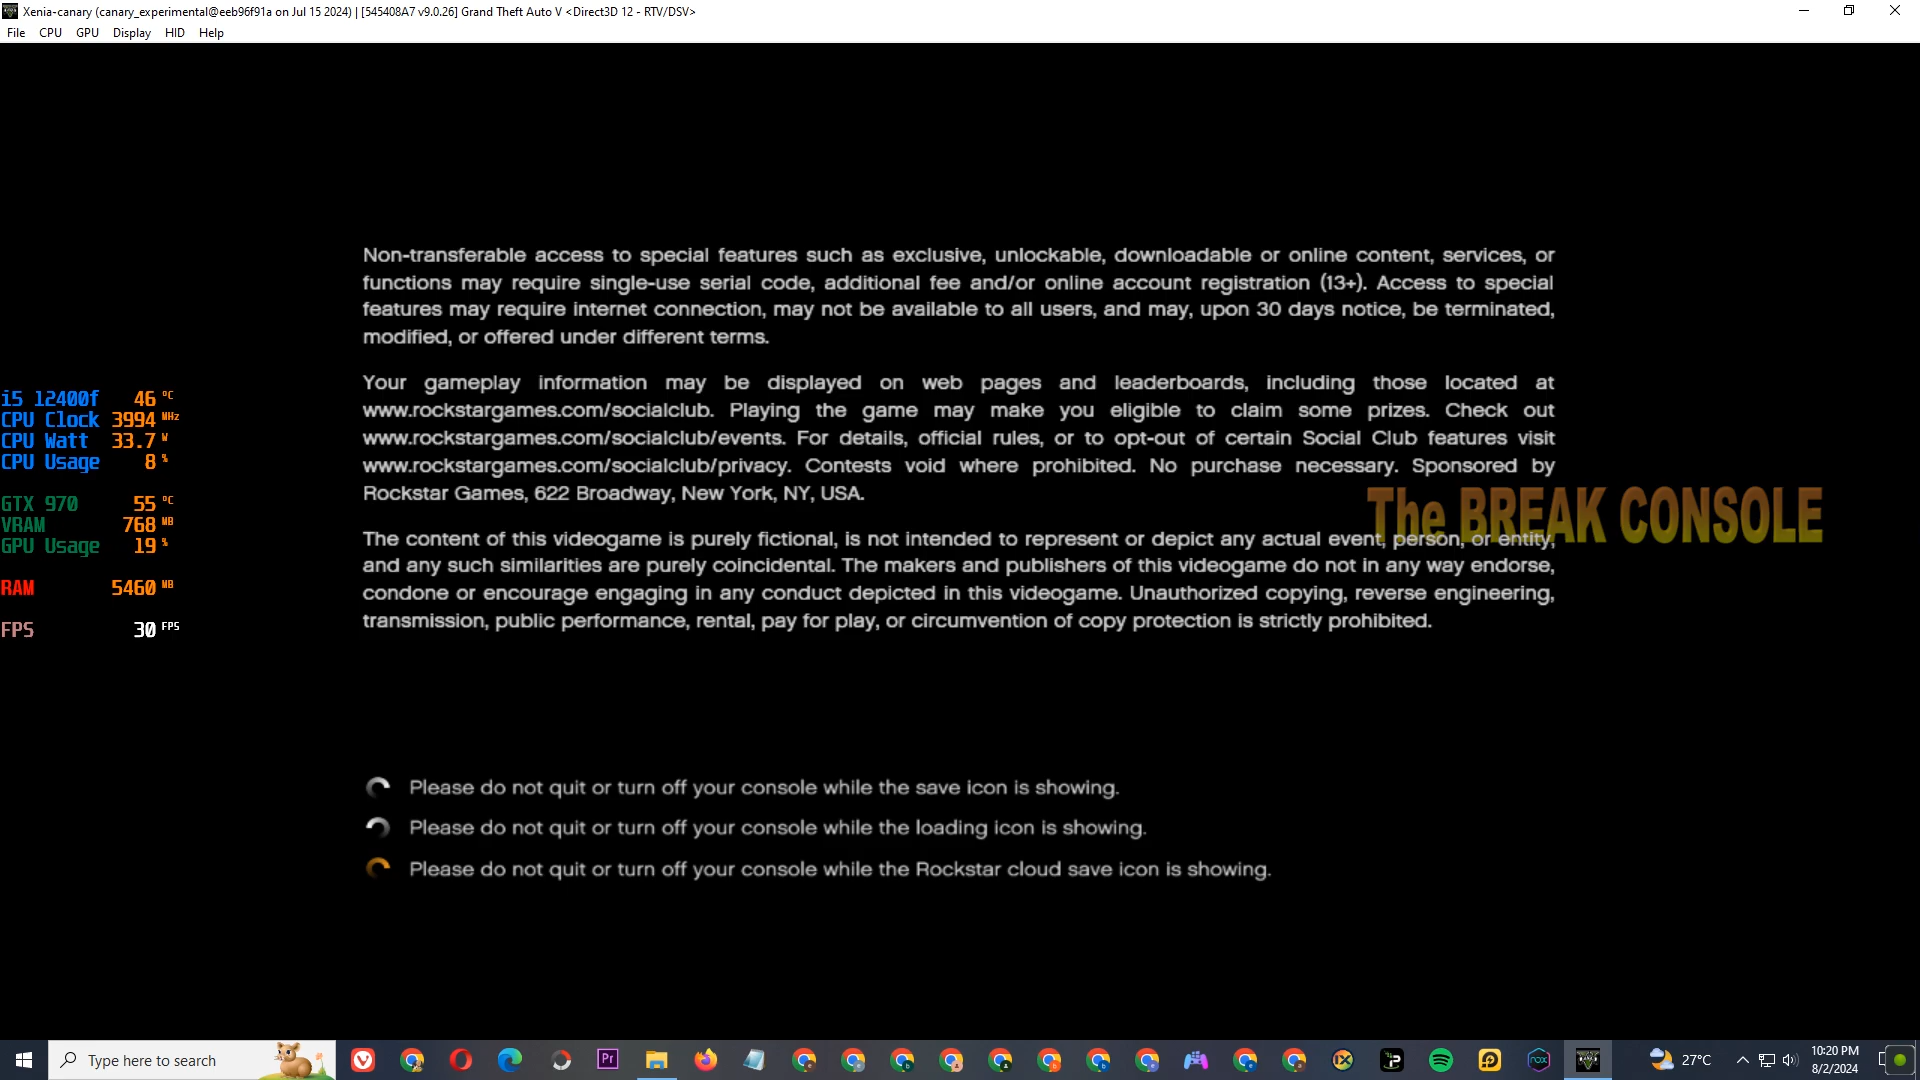 Xenia-canary (canary_experimental@eeb96f91a on Jul 15 2024) | [545408A7 v9.0.26] Grand Theft Auto V <Direct3D 12 - RTV/DSV>
File CPU GPU Display HID Help
Non-transferable access to special features such as exclusive, unlockable, downloadable or online content, services, or
functions may require single-use serial code, additional fee and/or online account registration (13+). Access to special
features may require internet connection, may not be available to all users, and may, upon 30 days notice, be terminated,
modified, or offered under different terms.
Your gameplay information may be displayed on web pages and leaderboards, including those located at
www.rockstargames.com/socialclub. Playing the game may make you eligible to claim some prizes. Check out
www.rockstargames.com/socialclub/events. For details, official rules, or to opt-out of certain Social Club features visit
www.rockstargames.com/socialclub/privacy. Contests void where prohibited. No purchase necessary. Sponsored by
Rockstar Games, 622 Broadway, New York, NY, USA.
The content of this videogame is purely fictional, is not intended to represent or depict any actual event, person, or entity,
and any such similarities are purely coincidental. The makers and publishers of this videogame do not in any way endorse,
condone or encourage engaging in any conduct depicted in this videogame. Unauthorized copying, reverse engineering,
transmission, public performance, rental, pay for play, or circumvention of copy protection is strictly prohibited.
i5 12400f 46 °C
CPU Clock 3994 MHz
CPU Watt 33.7 W
CPU Usage 8 %
GTX 970 55 °C
VRAM 768 MB
GPU Usage 19 %
RAM 5460 MB
FPS 30 FPS
The BREAK CONSOLE
Please do not quit or turn off your console while the save icon is showing.
Please do not quit or turn off your console while the loading icon is showing.
Please do not quit or turn off your console while the Rockstar cloud save icon is showing.
Type here to search
Pr
27°C
10:20 PM
8/2/2024